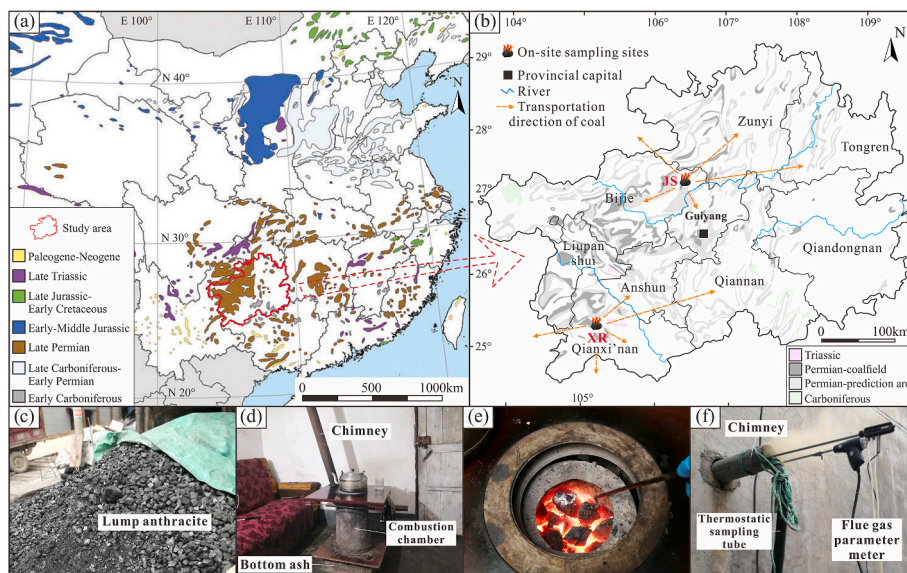 (a)
E 100°
E 110°
E 120°
N 40°
N 30°
N 25°
N 20°
Study area
Paleogene-Neogene
Late Triassic
Late Jurassic-
Early Cretaceous
Early-Middle Jurassic
Late Permian
Late Carboniferous-
Early Permian
Early Carboniferous
0 500 1000km
N
(b)
104°
106°
107°
108°
109°
29°
28°
27°
26°
25°
105°
N
On-site sampling sites
Provincial capital
River
Transportation
direction of coal
Zunyi
Tongren
JS
Bijie
Guiyang
Liupan
shui
Qiandongnan
Anshun
Qiannan
XR
Qianxi'nan
0 100km
Triassic
Permian-coalfield
Permian-prediction are
Carboniferous
(c)
Lump anthracite
(d)
Chimney
Combustion
chamber
Bottom ash
(e)
(f)
Chimney
Thermostatic
sampling
tube
Flue gas
parameter
meter